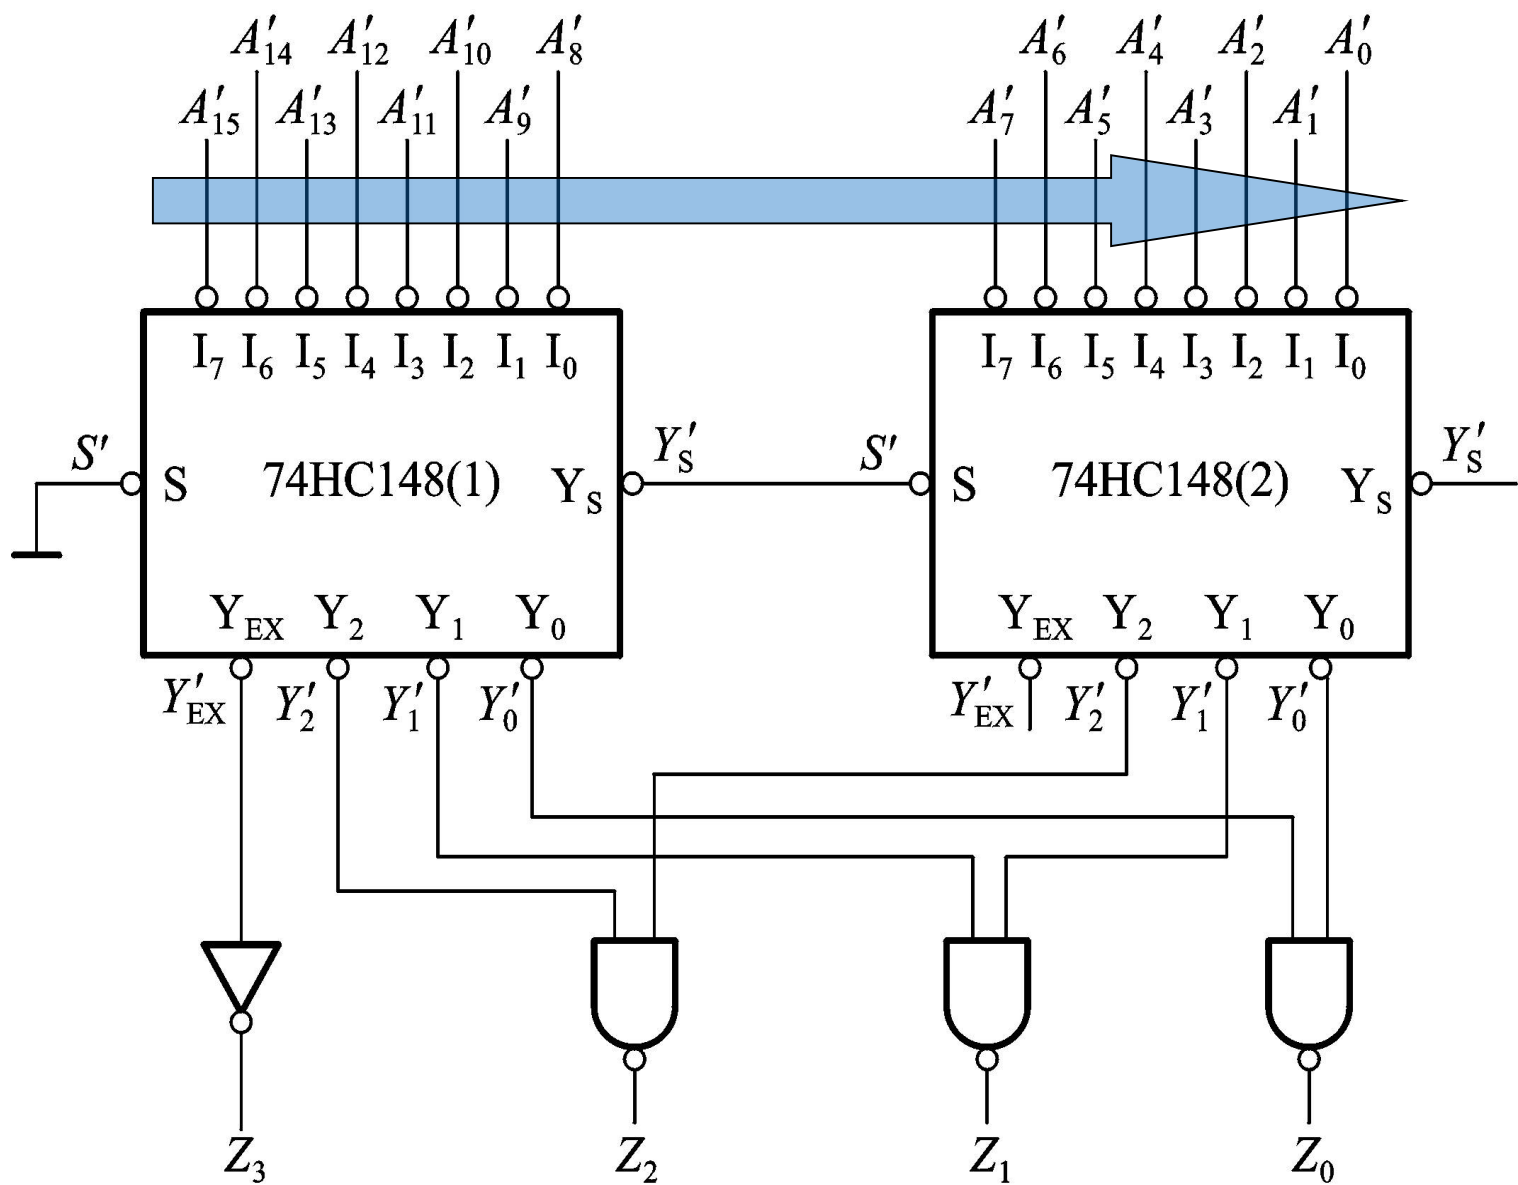 A′14 A′12 A′10 A′8 A′6 A′4 A′2 A′0
A′15 A′13 A′11 A′9 A′7 A′5 A′3 A′1
I7 I6 I5 I4 I3 I2 I1 I0 I7 I6 I5 I4 I3 I2 I1 I0
S′ S 74HC148(1) YS Y′S S′ S 74HC148(2) YS Y′S
YEX Y2 Y1 Y0 YEX Y2 Y1 Y0
Y′EX Y′2 Y′1 Y′0 Y′EX Y′2 Y′1 Y′0
Z3 Z2 Z1 Z0